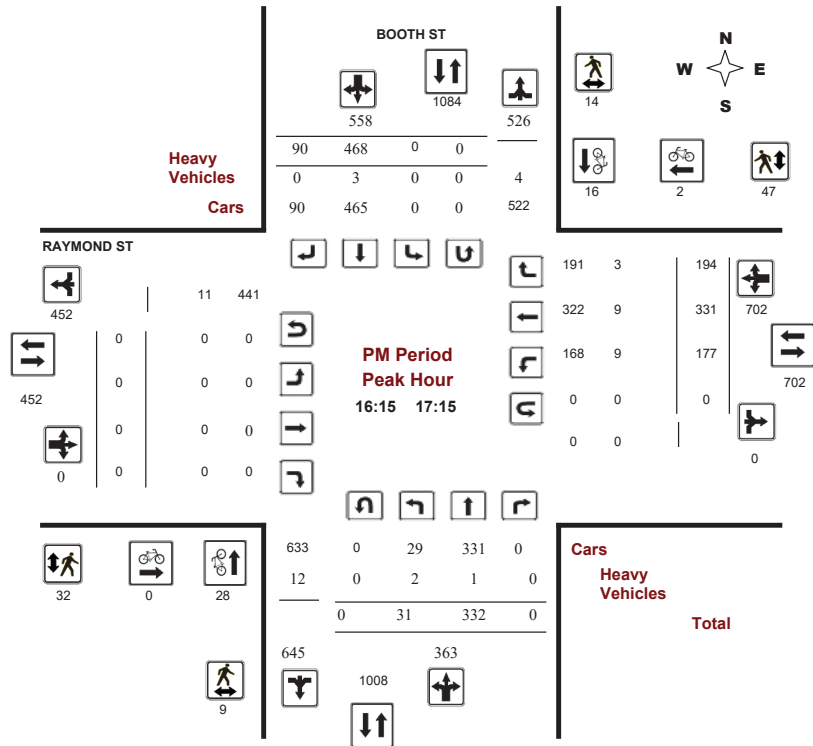 BOOTH ST
N
W E
S
1084
14
558 526
90 468 0 0
Heavy
Vehicles
0 3 0 0 4
16 2 47
Cars
90 465 0 0 522
RAYMOND ST
191 3 194
11 441
452
702
322 9 331
0 0 0
PM Period
Peak Hour
168 9 177
0 0 0
702
452
16:15 17:15
0 0 0
0 0 0
0 0
0
0
0 0 0
633 0 29 331 0
Cars
12 0 2 1 0
Heavy
Vehicles
32 0 28
0 31 332 0
Total
645 363
1008
9